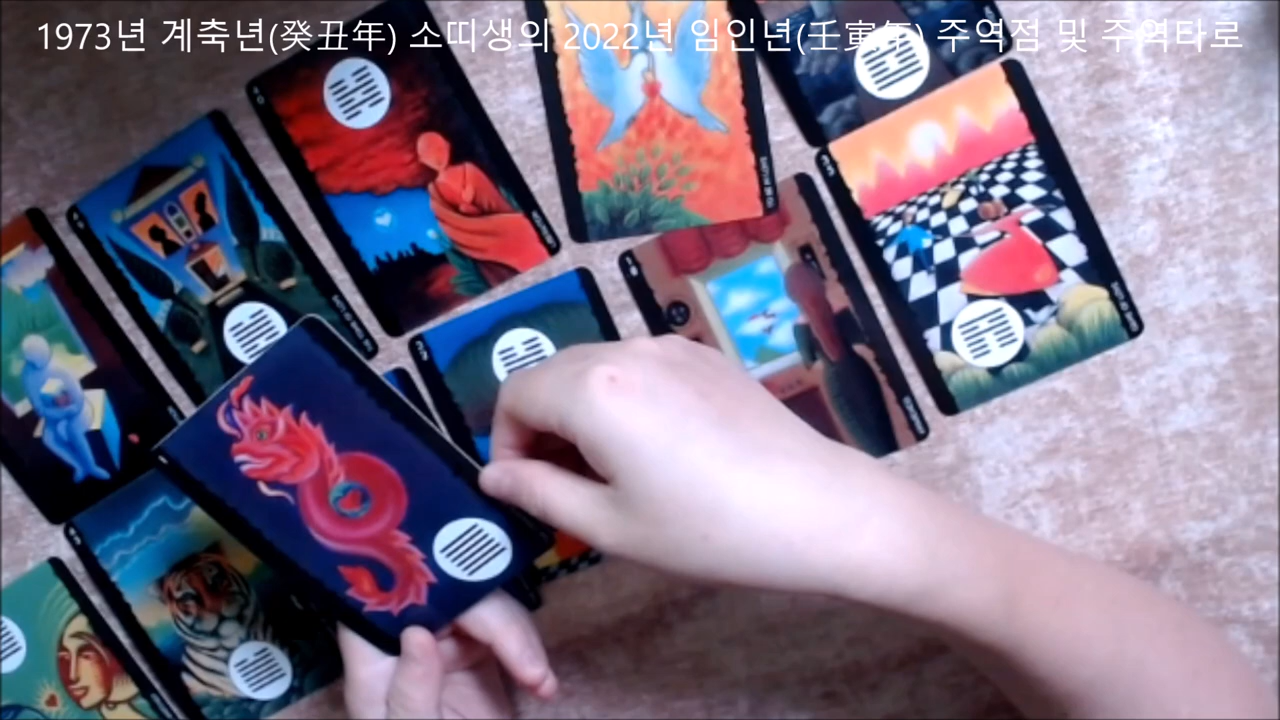 1973년 계축년(癸丑年) 소띠생의 2022년 임인년(壬寅年) 주역점 및 주역타로